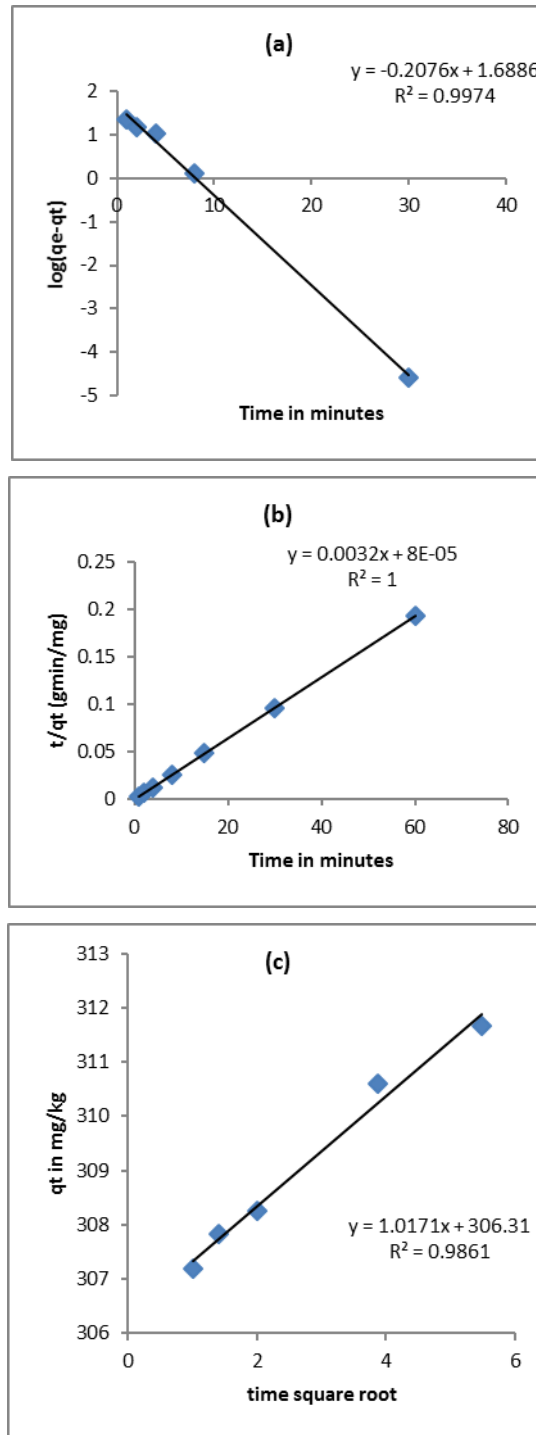 (a)
y = -0.2076x + 1.6886
R² = 0.9974
2
1
0
-1
-2
-3
-4
-5
0 10 20 30 40
log(qe-qt)
Time in minutes
(b)
y = 0.0032x + 8E-05
R² = 1
0.25
0.2
0.15
0.1
0.05
0
0 20 40 60 80
t/qt (gmin/mg)
Time in minutes
(c)
313
312
311
310
309
308
307
306
0 2 4 6
qt in mg/kg
y = 1.0171x + 306.31
R² = 0.9861
time square root